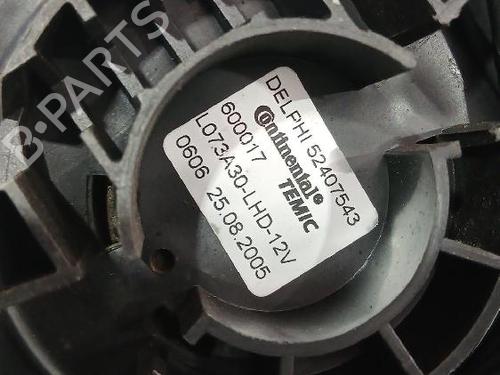 DELPHI 52407543
Continental®
TEMIC
600017
L073A30-LHD-12V
0606 25.08.2005
B-PARTS